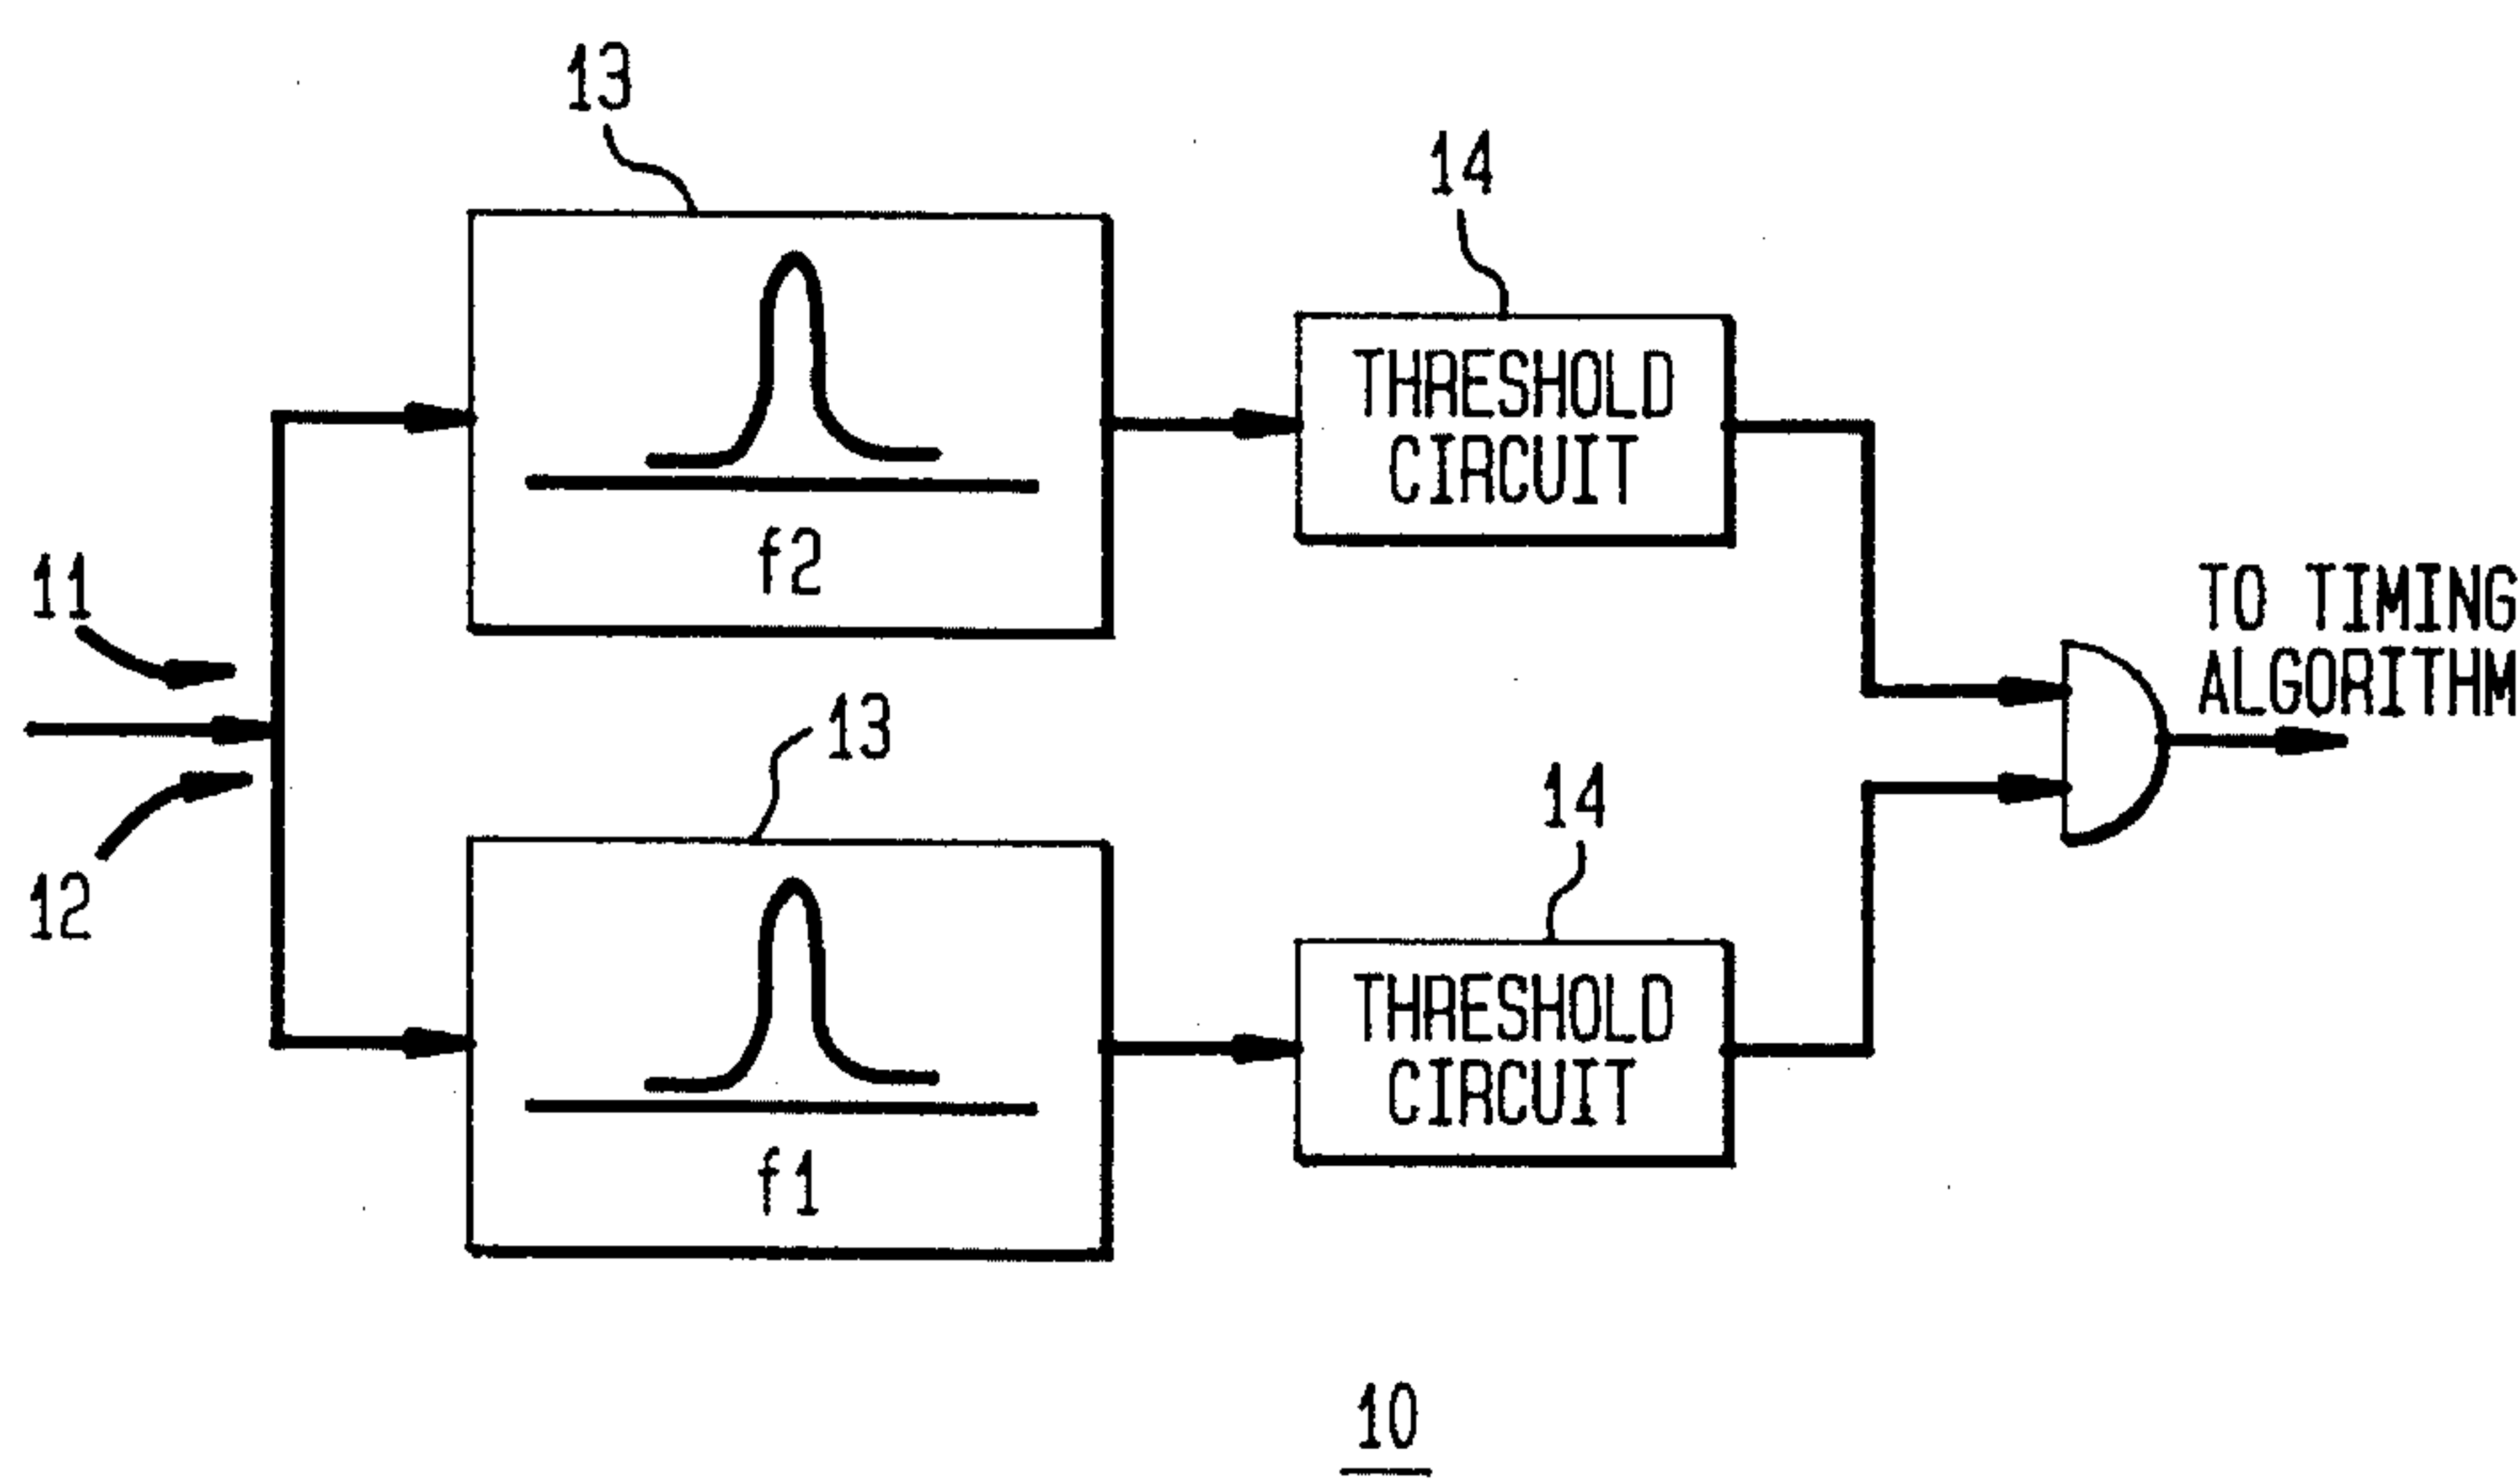 13
14
THRESHOLD
CIRCUIT
f2
11
TO TIMING
ALGORITHM
13
14
12
THRESHOLD
CIRCUIT
f1
10